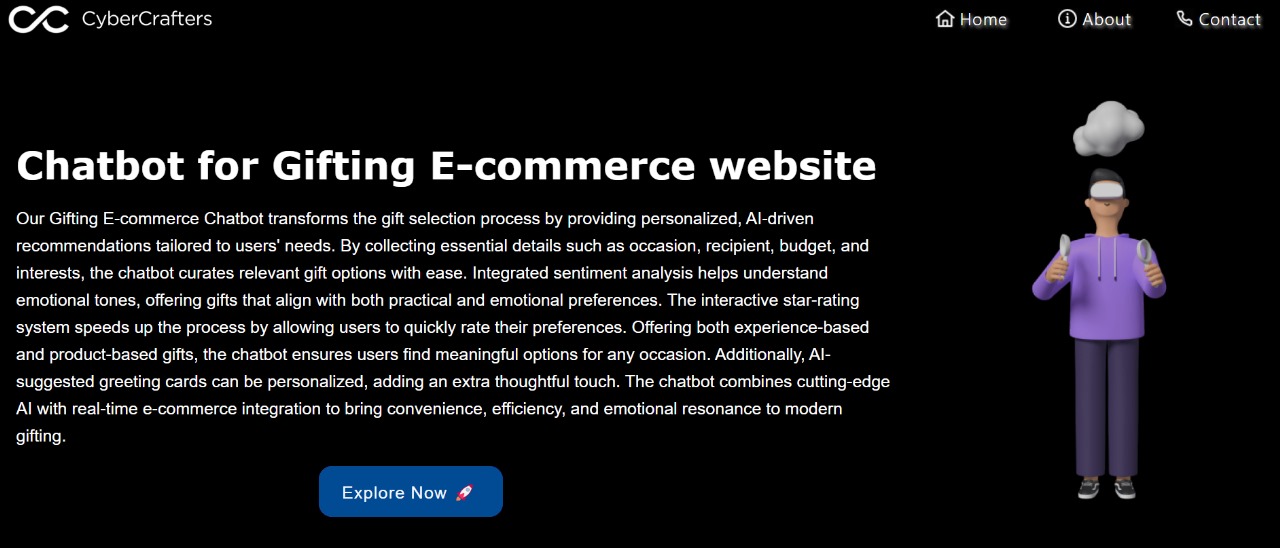 CyberCrafters
Home
About
Contact
Chatbot for Gifting E-commerce website
Our Gifting E-commerce Chatbot transforms the gift selection process by providing personalized, AI-driven
recommendations tailored to users' needs. By collecting essential details such as occasion, recipient, budget, and
interests, the chatbot curates relevant gift options with ease. Integrated sentiment analysis helps understand
emotional tones, offering gifts that align with both practical and emotional preferences. The interactive star-rating
system speeds up the process by allowing users to quickly rate their preferences. Offering both experience-based
and product-based gifts, the chatbot ensures users find meaningful options for any occasion. Additionally, AI-
suggested greeting cards can be personalized, adding an extra thoughtful touch. The chatbot combines cutting-edge
AI with real-time e-commerce integration to bring convenience, efficiency, and emotional resonance to modern
gifting.
Explore Now 🚀